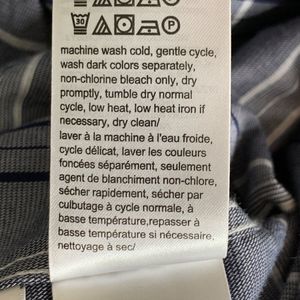 30
P
machine wash cold, gentle cycle,
wash dark colors separately,
non-chlorine bleach only, dry
promptly, tumble dry normal
cycle, low heat, low heat iron if
necessary, dry clean/
laver à la machine à l'eau froide,
cycle délicat, laver les couleurs
foncées séparément, seulement
agent de blanchiment non-chlore,
sécher rapidement, sécher par
culbutage à cycle normale, à
basse température,repasser à
basse température si nécessaire,
nettoyage à sec/